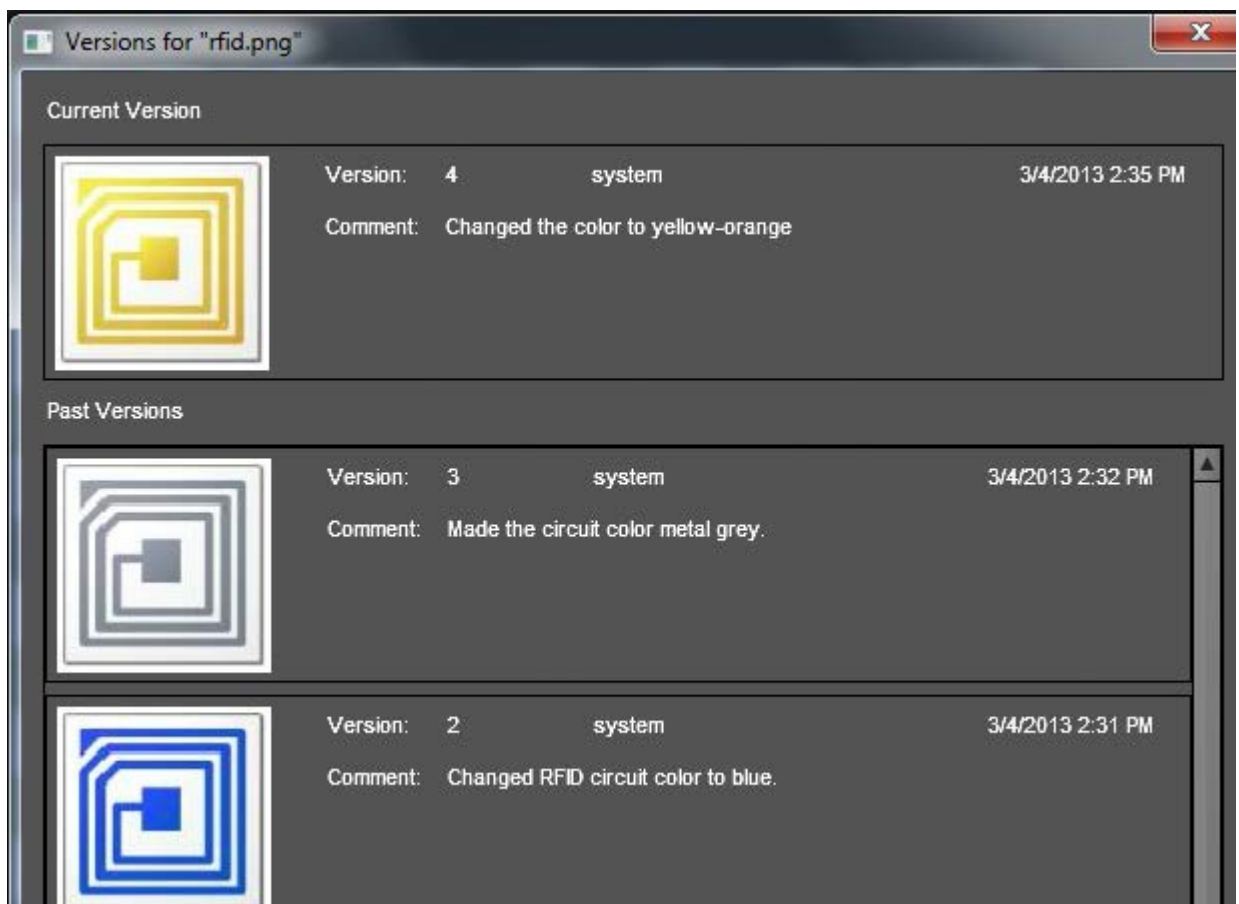 Versions for "rfid.png"
Current Version
Version: 4 system 3/4/2013 2:35 PM
Comment: Changed the color to yellow-orange
Past Versions
Version: 3 system 3/4/2013 2:32 PM
Comment: Made the circuit color metal grey.
Version: 2 system 3/4/2013 2:31 PM
Comment: Changed RFID circuit color to blue.